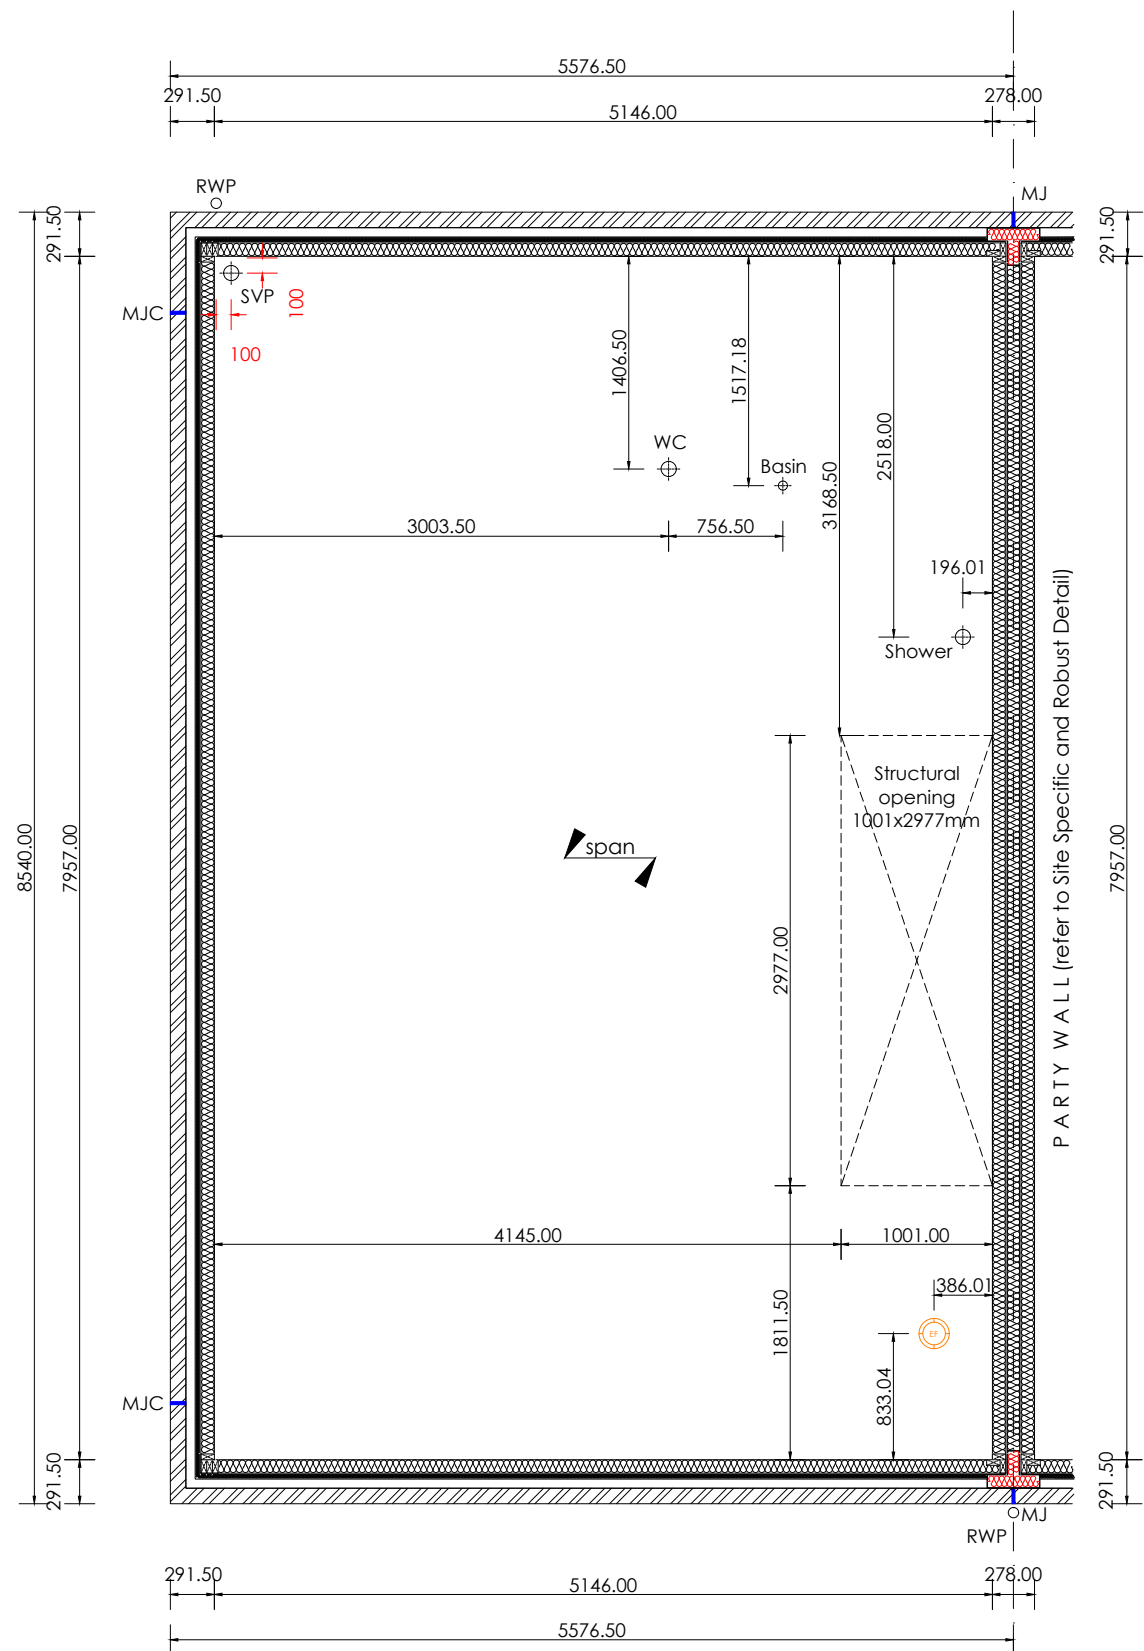 5576.50
291.50
5146.00
278.00
RWP
MJ
291.50
291.50
SVP
100
MJC
100
1406.50
1517.18
3168.50
2518.00
WC
Basin
3003.50
756.50
196.01
Shower
PARTY WALL (refer to Site Specific and Robust Detail)
Structural
opening
1001x2977mm
span
8540.00
7957.00
7957.00
2977.00
4145.00
1001.00
386.01
1811.50
EF
833.04
MJC
291.50
291.50
MJ
RWP
291.50
5146.00
278.00
5576.50